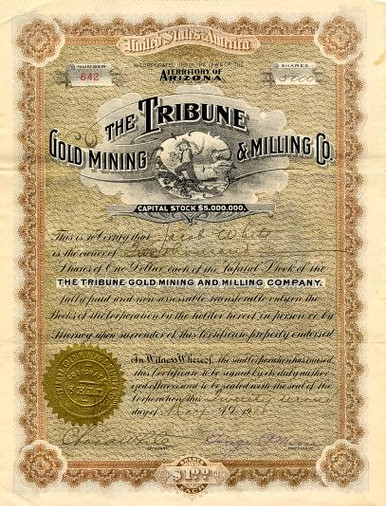 United States of America
NUMBER
642
INCORPORATED UNDER THE LAWS OF THE
TERRITORY OF
ARIZONA
SHARES
5000
THE TRIBUNE
GOLD MINING & MILLING CO.
CAPITAL STOCK $5,000,000.
This is to Certify that White
is the owner of
Shares of One Dollar each of the Capital Stock of the
THE TRIBUNE GOLD MINING AND MILLING COMPANY.
fully paid and non-assessable transferable only on the
Books of the Corporation by the holder hereof in person or by
Attorney upon surrender of this Certificate properly endorsed
In Witness Whereof, the said corporation has caused
this Certificate to be signed by its duly author-
ized officers and to be sealed with the seal of the
Corporation this
day of May 190
SHARES
$1.00
EACH